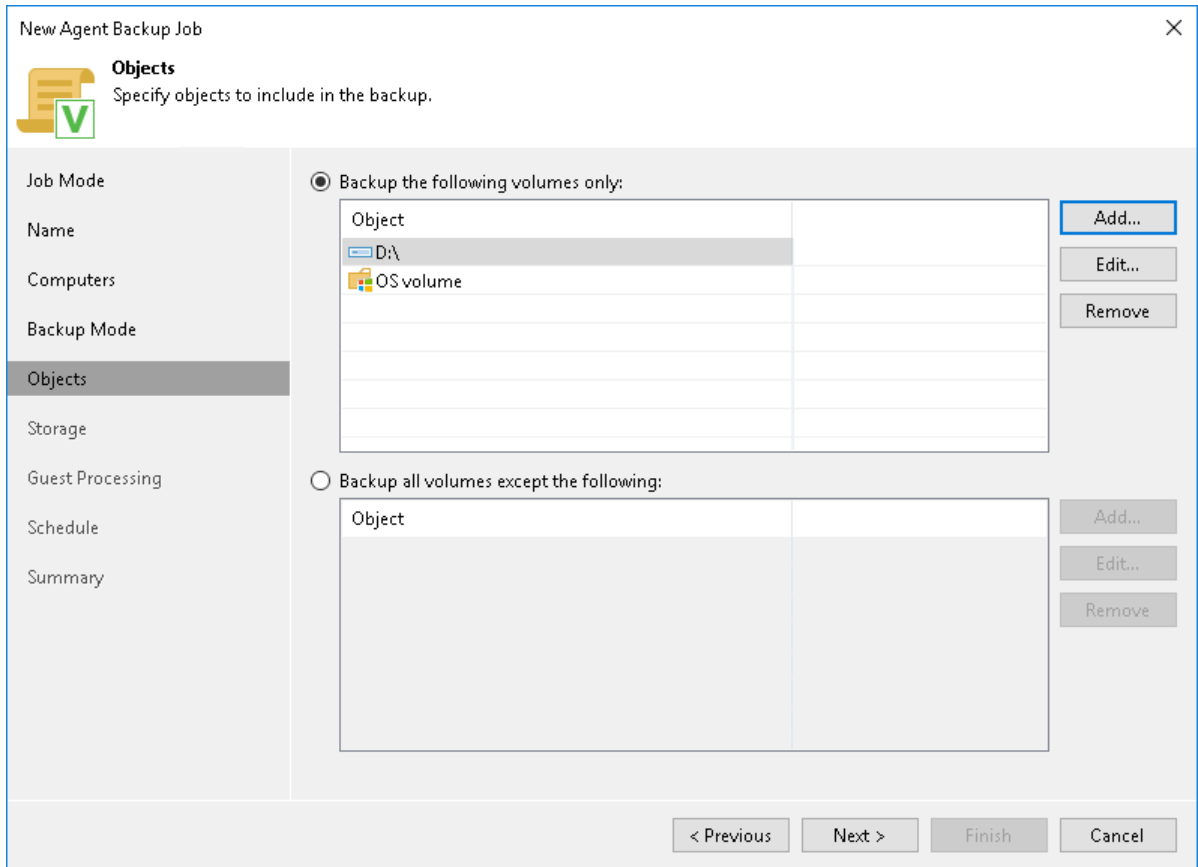 New Agent Backup Job
Objects
Specify objects to include in the backup.
V
Job Mode
Name
Computers
Backup Mode
Objects
Storage
Guest Processing
Schedule
Summary
Backup the following volumes only:
Object
D:\
OS volume
Add...
Edit...
Remove
Backup all volumes except the following:
Object
Add...
Edit...
Remove
< Previous
Next >
Finish
Cancel